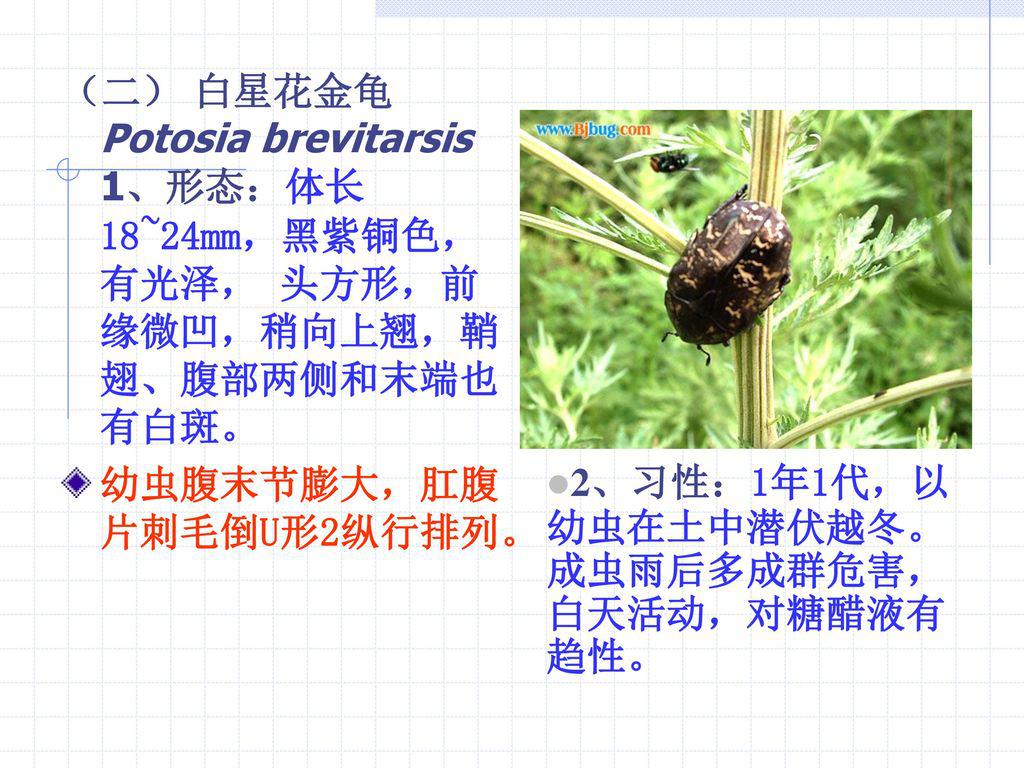 （二） 白星花金龟
Potosia brevitarsis
1、形态：体长
18~24mm，黑紫铜色，
有光泽， 头方形，前
缘微凹，稍向上翘，鞘
翅、腹部两侧和末端也
有白斑。
幼虫腹末节膨大，肛腹
片刺毛倒U形2纵行排列。
www.Bjbug.com
2、习性：1年1代，以
幼虫在土中潜伏越冬。
成虫雨后多成群危害，
白天活动，对糖醋液有
趋性。